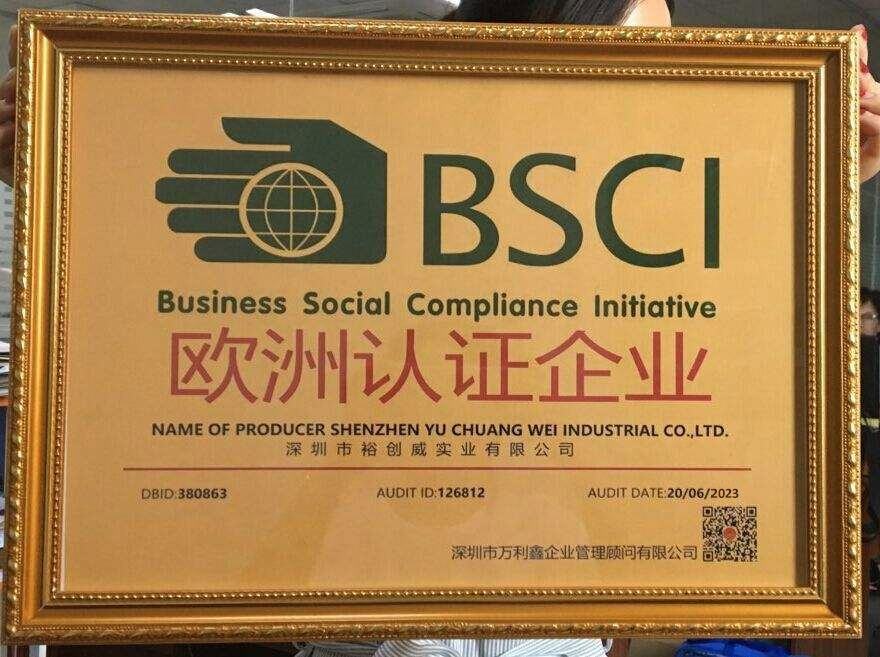 BSCI
Business Social Compliance Initiative
欧洲认证企业
NAME OF PRODUCER SHENZHEN YU CHUANG WEI INDUSTRIAL CO.,LTD.
深圳市裕创威实业有限公司
DBID:380863 AUDIT ID:126812 AUDIT DATE:20/06/2023
深圳市万利鑫企业管理顾问有限公司